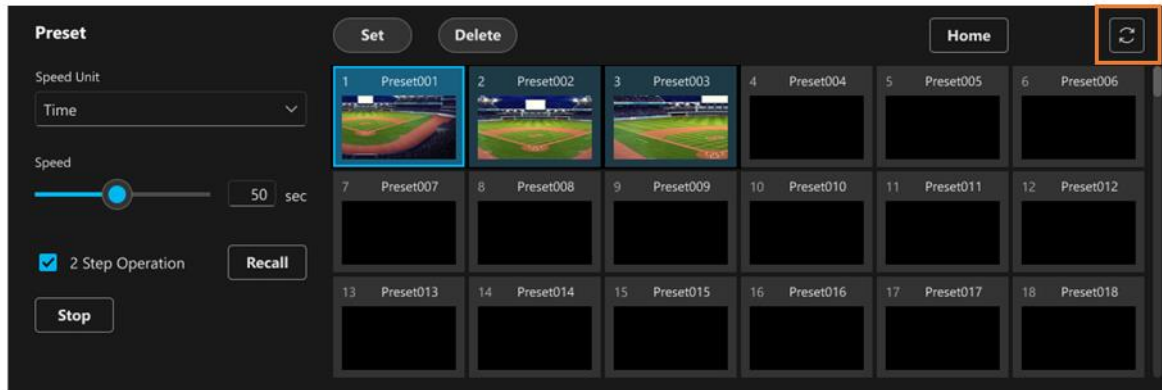 Preset
Set
Delete
Home
Speed Unit
Time
Speed
50 sec
2 Step Operation
Recall
Stop
1 Preset001
2 Preset002
3 Preset003
4 Preset004
5 Preset005
6 Preset006
7 Preset007
8 Preset008
9 Preset009
10 Preset010
11 Preset011
12 Preset012
13 Preset013
14 Preset014
15 Preset015
16 Preset016
17 Preset017
18 Preset018